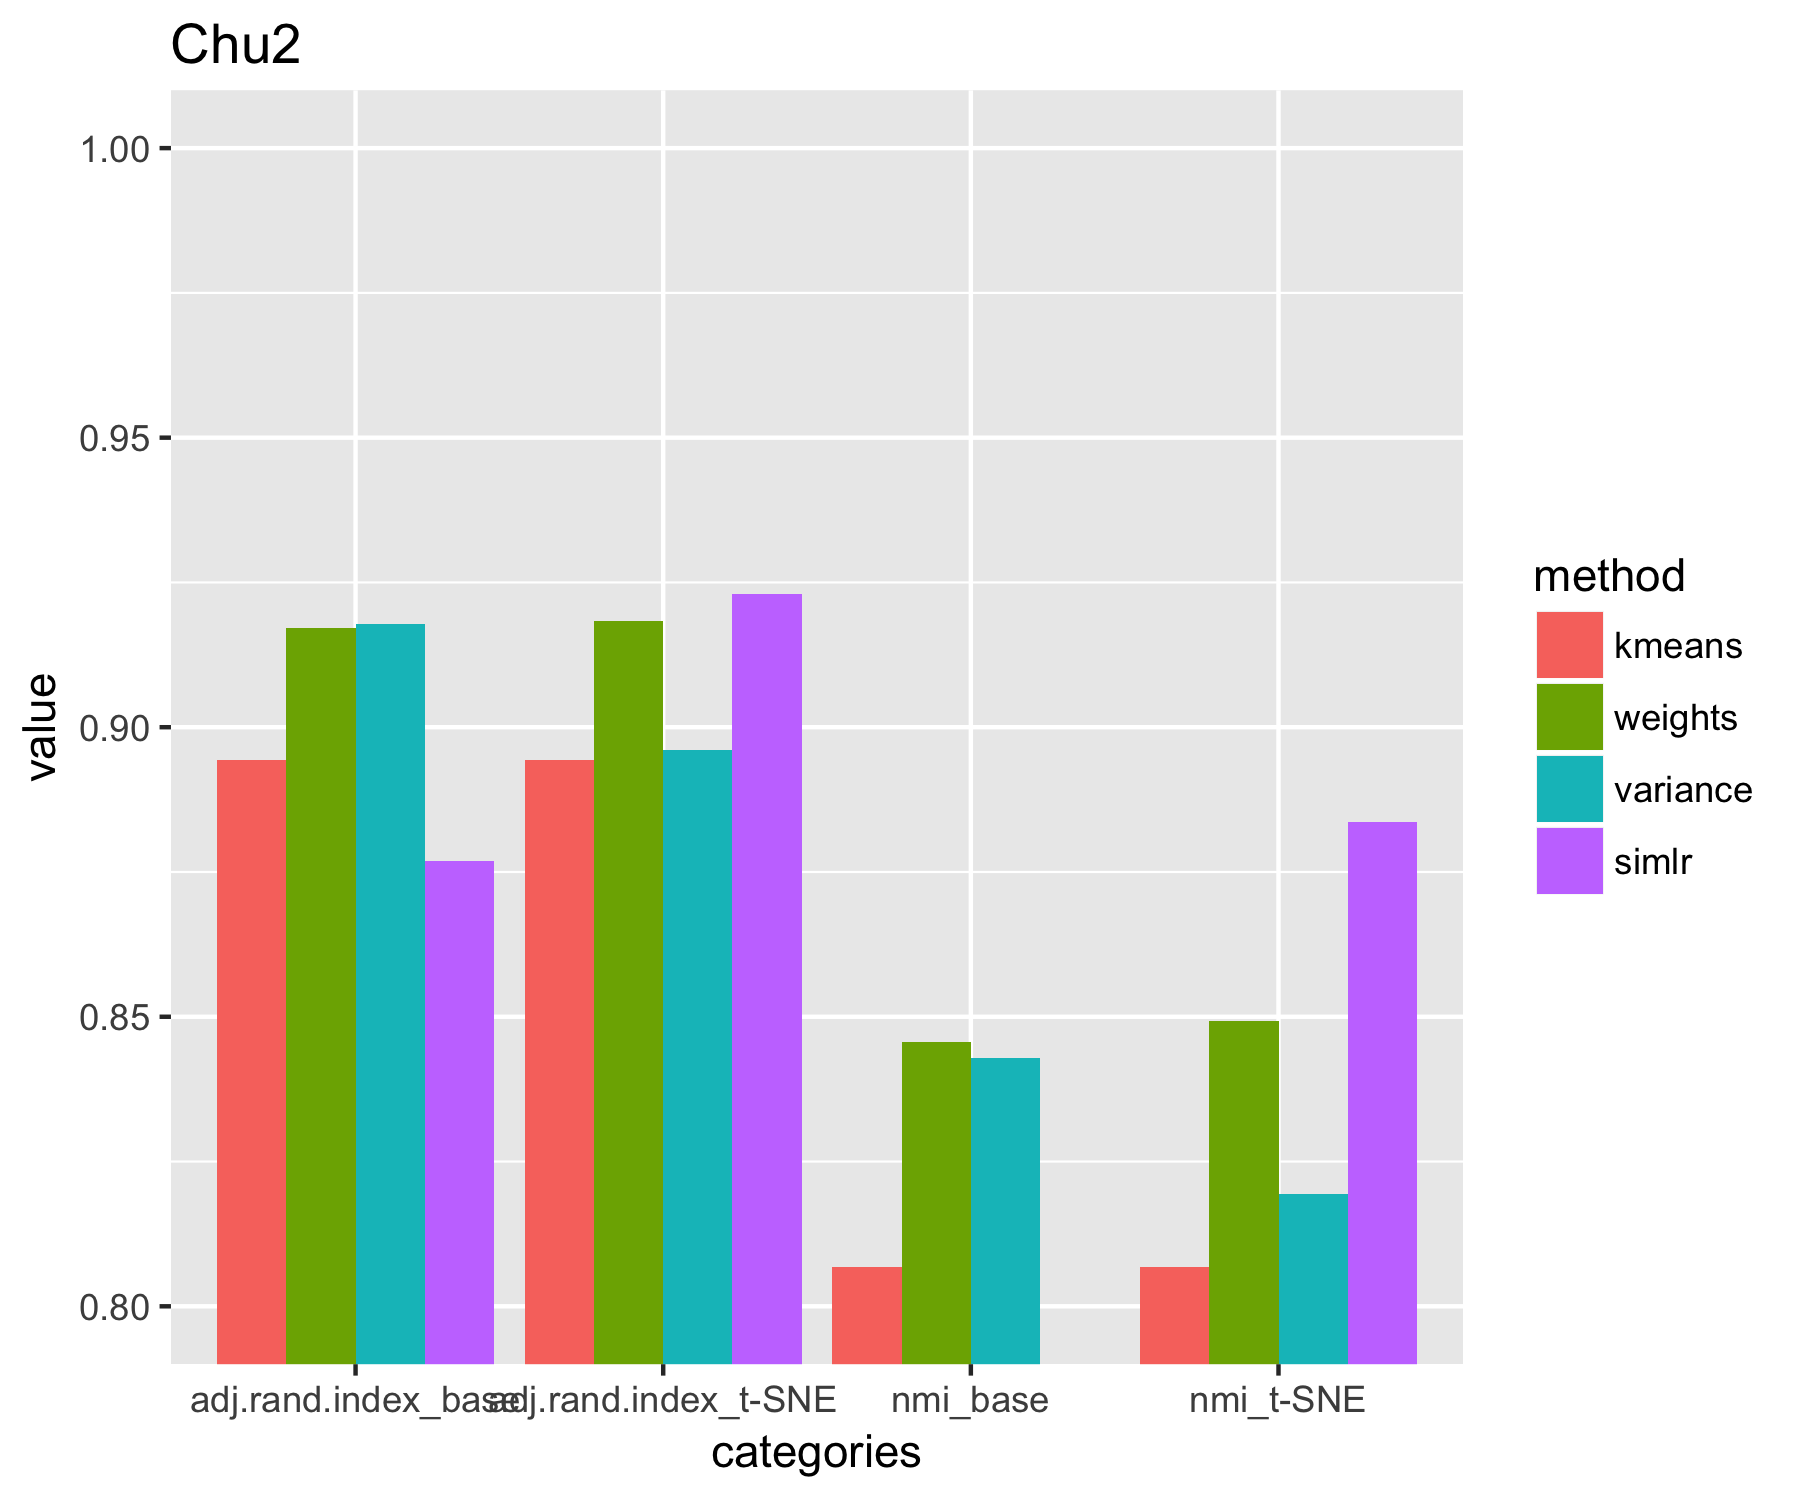 Chu2
1.00
0.95
0.90
0.85
0.80
value
adj.rand.index_base
adj.rand.index_t-SNE
nmi_base
nmi_t-SNE
categories
method
kmeans
weights
variance
simlr